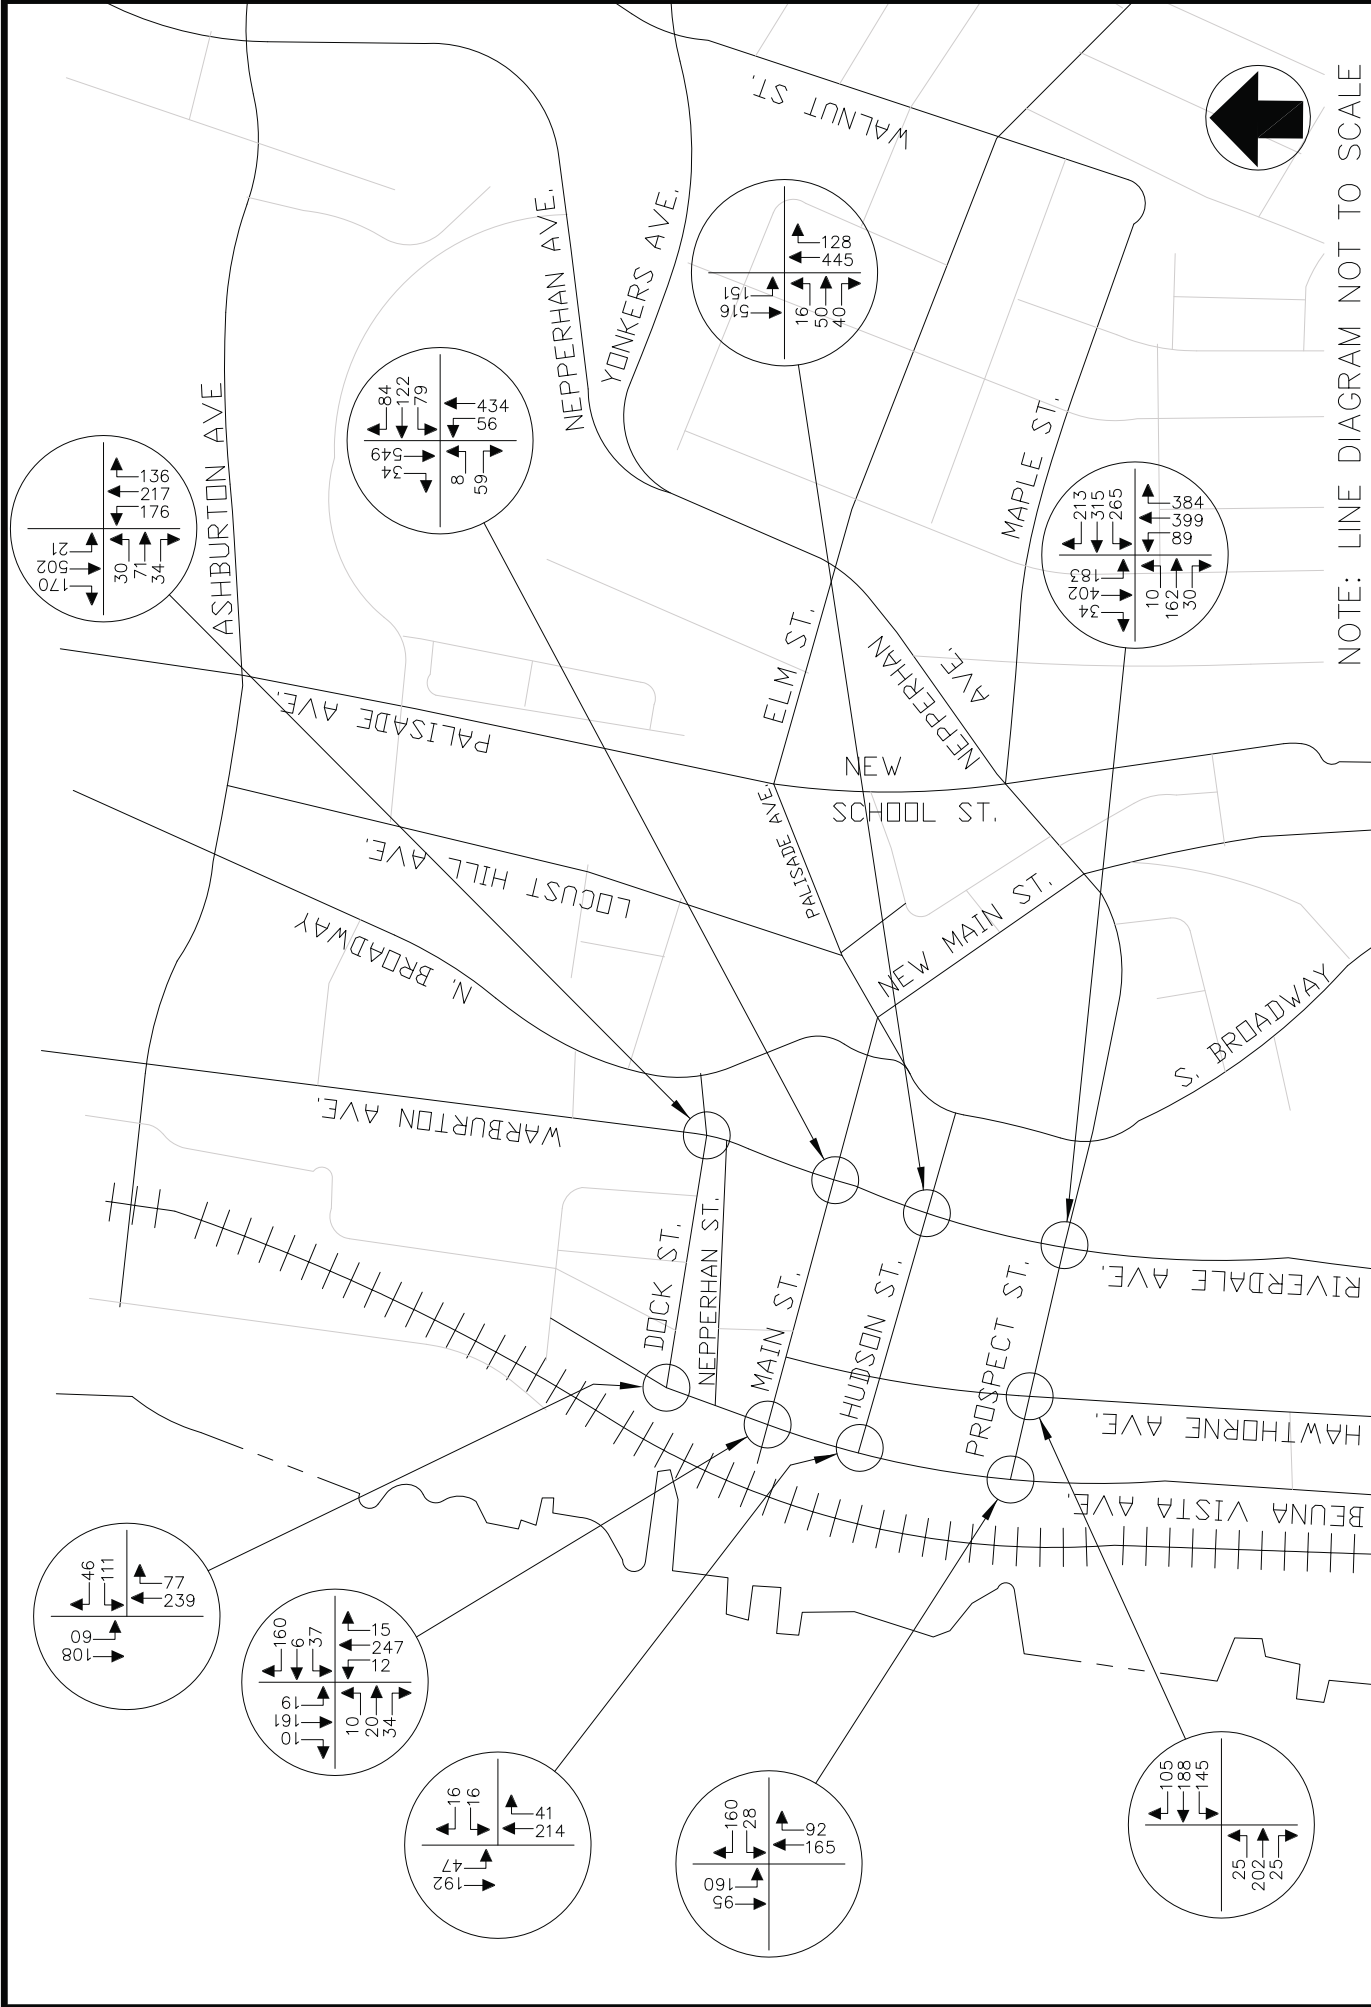 WALNUT ST.
NEPPERHAN AVE.
YONKERS AVE.
ASHBURTON AVE
MAPLE ST.
ELM ST.
NEPPERHAN
AVE.
PALISADE AVE.
NEW
SCHOOL ST.
PALISADE AVE.
LOCUST HILL AVE.
N. BROADWAY
NEW MAIN ST.
S. BROADWAY
WARBURTON AVE.
DOCK ST.
NEPPERHAN ST.
MAIN ST.
HUDSON ST.
PROSPECT ST.
RIVERDALE AVE.
HAWTHORNE AVE.
BEUNA VISTA AVE.
NOTE: LINE DIAGRAM NOT TO SCALE
21
502
170
136
217
176
30
71
34
84
122
79
549
34
434
56
8
59
151
516
128
445
16
50
40
213
315
265
183
402
34
384
399
89
10
162
30
46
111
60
108
77
239
160
6
37
19
161
10
15
247
12
10
20
34
16
16
47
192
41
214
160
28
160
95
92
165
105
188
145
25
202
25